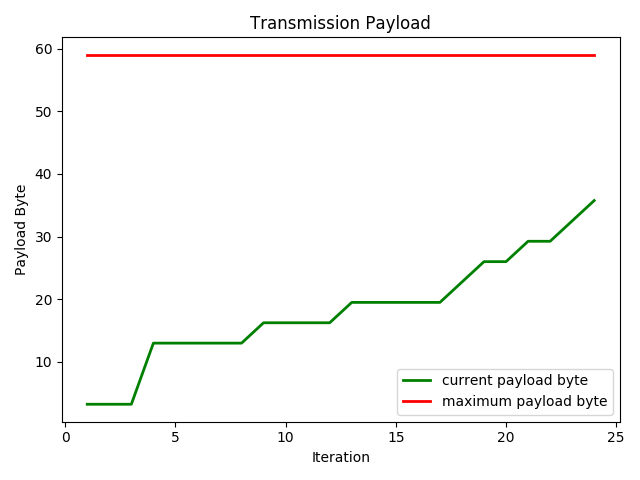 Transmission Payload
60
50
40
30
20
10
Payload Byte
0
5
10
15
20
25
Iteration
current payload byte
maximum payload byte